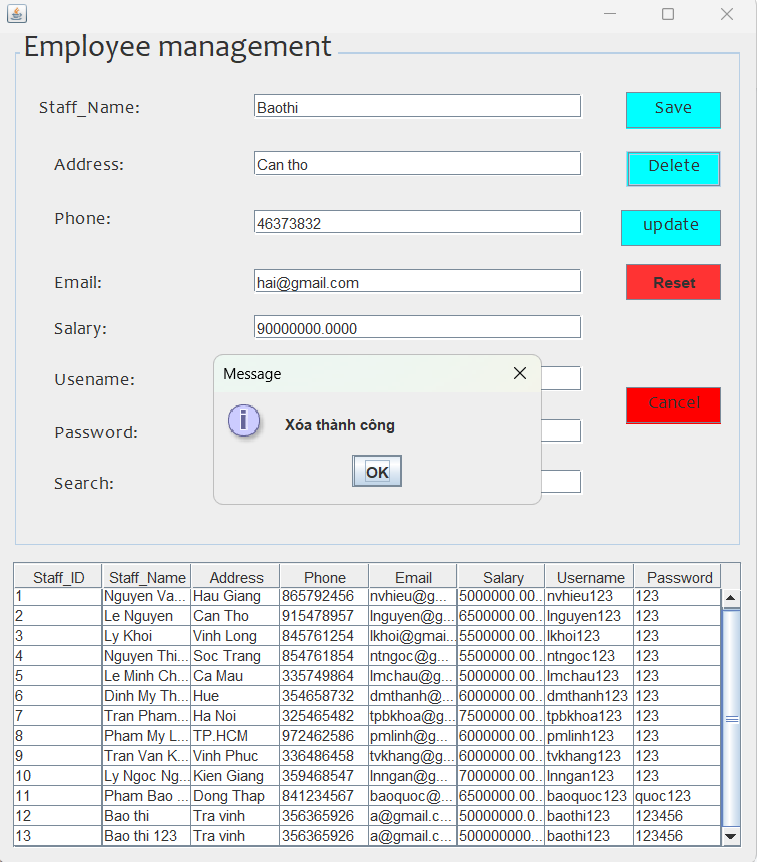 Employee management
Staff_Name: Baothi Save
Address: Can tho Delete
Phone: 46373832 update
Email: hai@gmail.com Reset
Salary: 90000000.0000
Usename:
Message
Cancel
Xóa thành công
Password:
OK
Search:
Staff_ID Staff_Name Address Phone Email Salary Username Password
1 Nguyen Va... Hau Giang 865792456 nvhieu@g... 5000000.00... nvhieu123 123
2 Le Nguyen Can Tho 915478957 lnguyen@g... 6500000.00... lnguyen123 123
3 Ly Khoi Vinh Long 845761254 lkhoi@gmai... 5500000.00... lkhoi123 123
4 Nguyen Thi... Soc Trang 854761854 ntngoc@g... 5500000.00... ntngoc123 123
5 Le Minh Ch... Ca Mau 335749864 lmchau@g... 5000000.00... lmchau123 123
6 Dinh My Th... Hue 354658732 dmthanh@... 6000000.00... dmthanh123 123
7 Tran Pham... Ha Noi 325465482 tpbkhoa@g... 7500000.00... tpbkhoa123 123
8 Pham My L... TP.HCM 972462586 pmlinh@g... 6000000.00... pmlinh123 123
9 Tran Van K... Vinh Phuc 336486458 tvkhang@g... 6000000.00... tvkhang123 123
10 Ly Ngoc Ng... Kien Giang 359468547 lnngan@g... 7000000.00... lnngan123 123
11 Pham Bao ... Dong Thap 841234567 baoquoc@... 6500000.00... baoquoc123 quoc123
12 Bao thi Tra vinh 356365926 a@gmail.c... 50000000.0... baothi123 123456
13 Bao thi 123 Tra vinh 356365926 a@gmail.c... 500000000... baothi123 123456